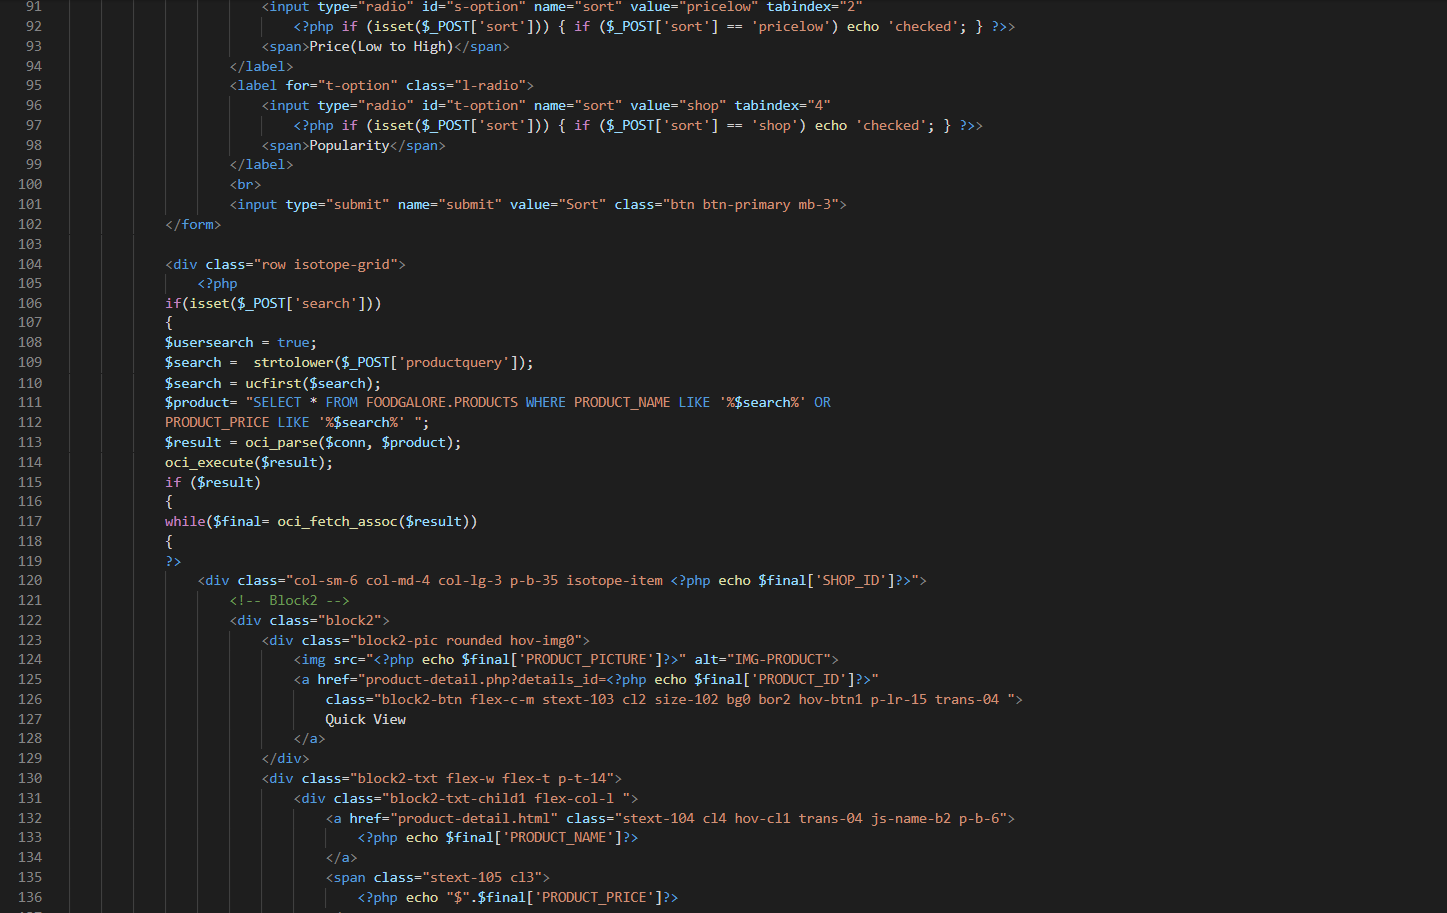 91 <input type="radio" id="s-option" name="sort" value="pricelow" tabindex="2"
92 <?php if (isset($_POST['sort'])) { if ($_POST['sort'] == 'pricelow') echo 'checked'; } ?>>
93 <span>Price(Low to High)</span>
94 </label>
95 <label for="t-option" class="l-radio">
96 <input type="radio" id="t-option" name="sort" value="shop" tabindex="4"
97 <?php if (isset($_POST['sort'])) { if ($_POST['sort'] == 'shop') echo 'checked'; } ?>>
98 <span>Popularity</span>
99 </label>
100 <br>
101 <input type="submit" name="submit" value="Sort" class="btn btn-primary mb-3">
102 </form>
103
104 <div class="row isotope-grid">
105 <?php
106 if(isset($_POST['search']))
107 {
108 $usersearch = true;
109 $search =  strtolower($_POST['productquery']);
110 $search = ucfirst($search);
111 $product= "SELECT * FROM FOODGALORE.PRODUCTS WHERE PRODUCT_NAME LIKE '%$search%' OR
112 PRODUCT_PRICE LIKE '%$search%' ";
113 $result = oci_parse($conn, $product);
114 oci_execute($result);
115 if ($result)
116 {
117 while($final= oci_fetch_assoc($result))
118 {
119 ?>
120 <div class="col-sm-6 col-md-4 col-lg-3 p-b-35 isotope-item <?php echo $final['SHOP_ID']?>">
121 <!-- Block2 -->
122 <div class="block2">
123 <div class="block2-pic rounded hov-img0">
124 <img src="<?php echo $final['PRODUCT_PICTURE']?>" alt="IMG-PRODUCT">
125 <a href="product-detail.php?details_id=<?php echo $final['PRODUCT_ID']?>"
126 class="block2-btn flex-c-m stext-103 cl2 size-102 bg0 bor2 hov-btn1 p-lr-15 trans-04 ">
127 Quick View
128 </a>
129 </div>
130 <div class="block2-txt flex-w flex-t p-t-14">
131 <div class="block2-txt-child1 flex-col-l ">
132 <a href="product-detail.html" class="stext-104 cl4 hov-cl1 trans-04 js-name-b2 p-b-6">
133 <?php echo $final['PRODUCT_NAME']?>
134 </a>
135 <span class="stext-105 cl3">
136 <?php echo "$".$final['PRODUCT_PRICE']?>